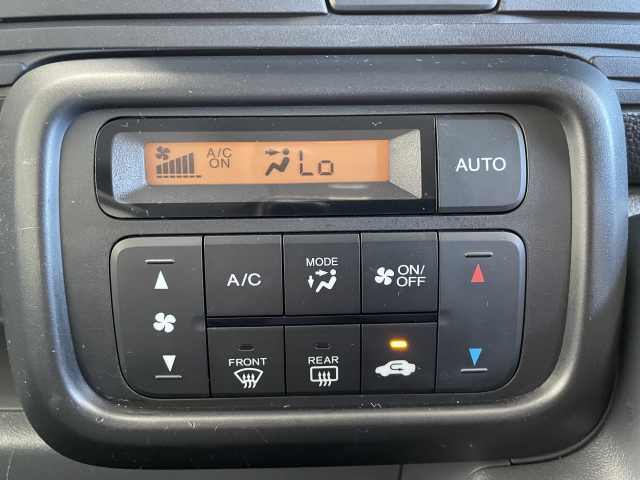 A/C
ON
Lo
AUTO
A/C
MODE
ON/
OFF
FRONT
REAR